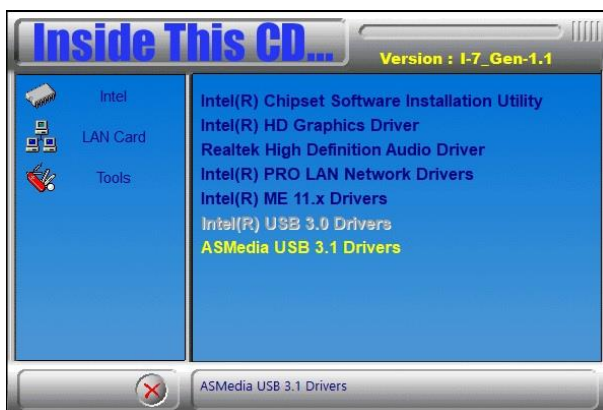 Inside This CD...
Version : I-7_Gen-1.1
Intel
LAN Card
Tools
Intel(R) Chipset Software Installation Utility
Intel(R) HD Graphics Driver
Realtek High Definition Audio Driver
Intel(R) PRO LAN Network Drivers
Intel(R) ME 11.x Drivers
Intel(R) USB 3.0 Drivers
ASMedia USB 3.1 Drivers
ASMedia USB 3.1 Drivers